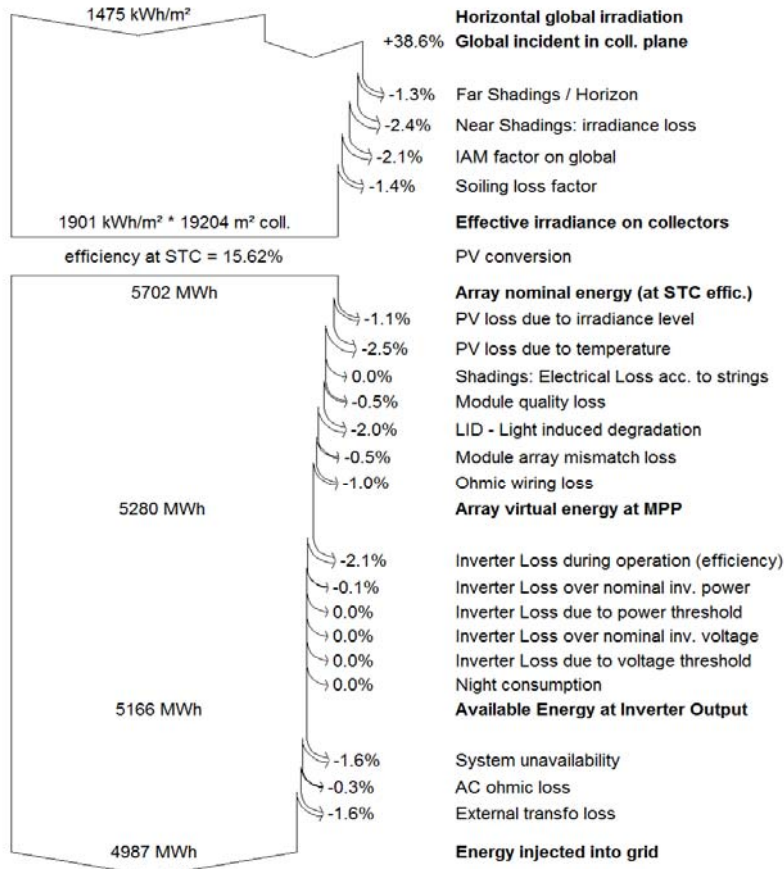 1475 kWh/m² Horizontal global irradiation
+38.6% Global incident in coll. plane
-1.3% Far Shadings / Horizon
-2.4% Near Shadings: irradiance loss
-2.1% IAM factor on global
-1.4% Soiling loss factor
1901 kWh/m² * 19204 m² coll. Effective irradiance on collectors
efficiency at STC = 15.62% PV conversion
5702 MWh Array nominal energy (at STC effic.)
-1.1% PV loss due to irradiance level
-2.5% PV loss due to temperature
0.0% Shadings: Electrical Loss acc. to strings
-0.5% Module quality loss
-2.0% LID - Light induced degradation
-0.5% Module array mismatch loss
-1.0% Ohmic wiring loss
5280 MWh Array virtual energy at MPP
-2.1% Inverter Loss during operation (efficiency)
-0.1% Inverter Loss over nominal inv. power
0.0% Inverter Loss due to power threshold
0.0% Inverter Loss over nominal inv. voltage
0.0% Inverter Loss due to voltage threshold
0.0% Night consumption
5166 MWh Available Energy at Inverter Output
-1.6% System unavailability
-0.3% AC ohmic loss
-1.6% External transfo loss
4987 MWh Energy injected into grid